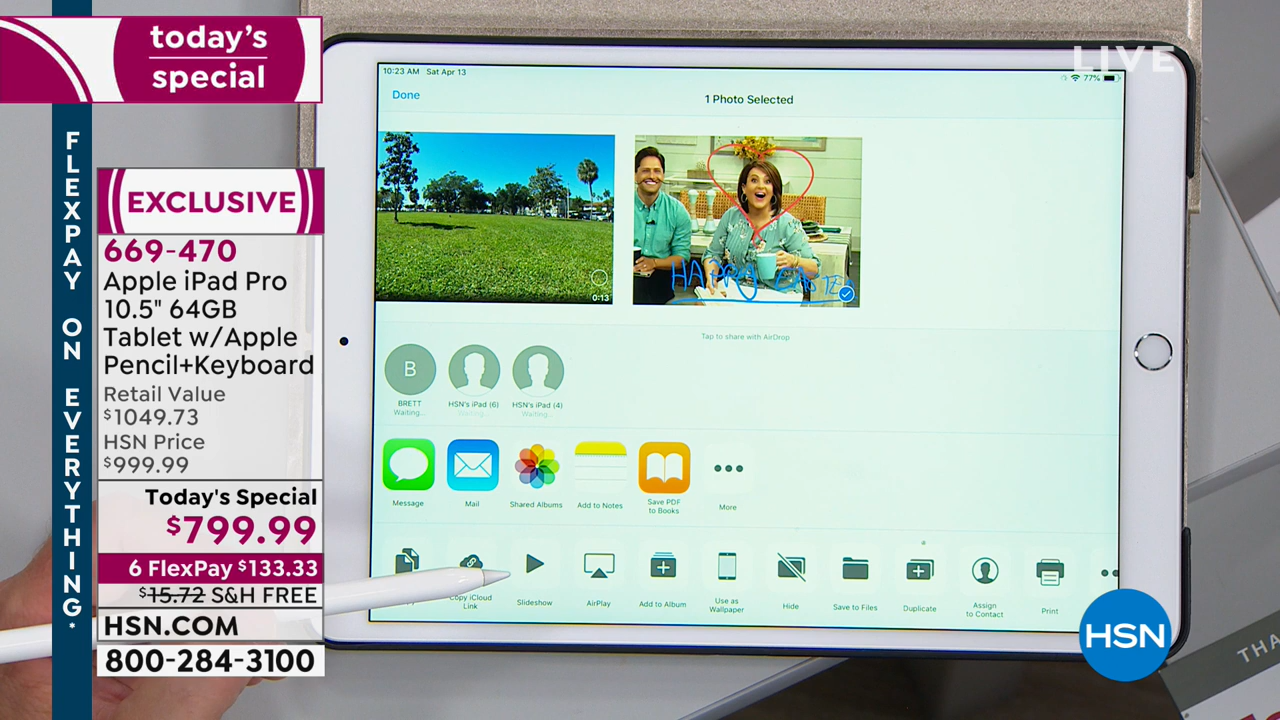 today's
special
FLEXPAY ON EVERYTHING*
EXCLUSIVE
669-470
Apple iPad Pro
10.5" 64GB
Tablet w/Apple
Pencil+Keyboard
Retail Value
$1049.73
HSN Price
$999.99
Today's Special
$799.99
6 FlexPay $133.33
$15.72 S&H FREE
HSN.COM
800-284-3100
LIVE
10:23 AM Sat Apr 13
77%
Done
1 Photo Selected
0:13
HAPPY EASTE
Tap to share with AirDrop
B
BRETT
Waiting...
HSN's iPad (6)
Waiting...
HSN's iPad (4)
Waiting...
Message
Mail
Shared Albums
Add to Notes
Save PDF
to Books
More
Copy iCloud
Link
Slideshow
AirPlay
Add to Album
Use as
Wallpaper
Hide
Save to Files
Duplicate
Assign
to Contact
Print
HSN
THA